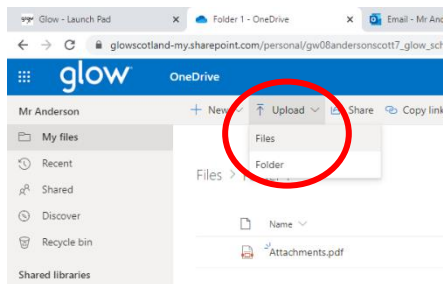 Glow - Launch Pad
Folder 1 - OneDrive
Email - Mr And
glowscotland-my.sharepoint.com/personal/gw08andersonscott7_glow_sch
glow OneDrive
Mr Anderson
+ New Upload Share Copy link
My files
Files
Recent
Folder
Files >
Shared
Discover
Name
Recycle bin
Attachments.pdf
Shared libraries